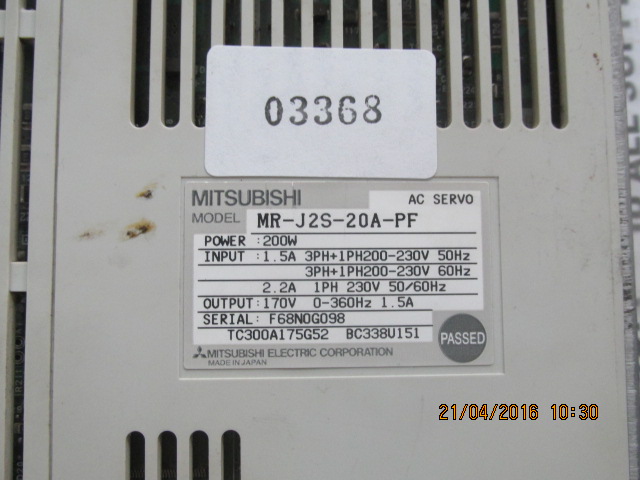 03368
MITSUBISHI
AC SERVO
MODEL MR-J2S-20A-PF
POWER :200W
INPUT :1.5A 3PH+1PH200-230V 50Hz
3PH+1PH200-230V 60Hz
2.2A 1PH 230V 50/60Hz
OUTPUT:170V 0-360Hz 1.5A
SERIAL: F68N0G098
TC300A175G52 BC338U151
PASSED
MITSUBISHI ELECTRIC CORPORATION
MADE IN JAPAN
21/04/2016 10:30